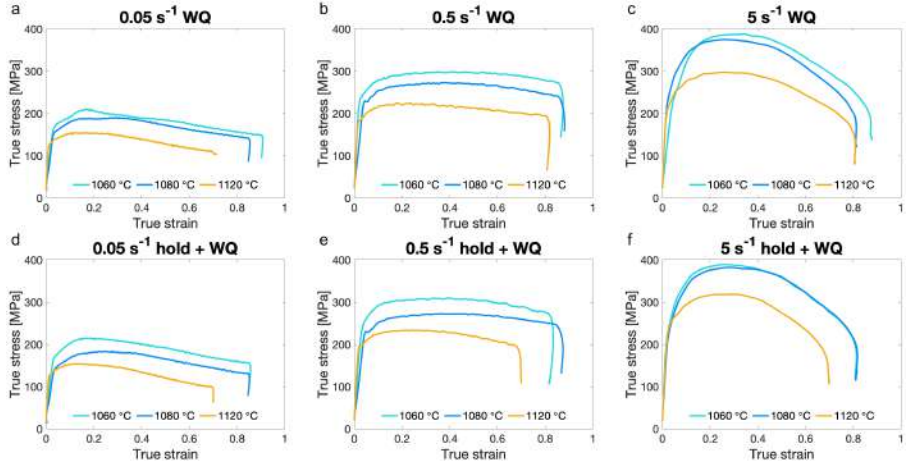 a
0.05 s⁻¹ WQ
400
300
200
100
0
True stress [MPa]
1060 °C 1080 °C 1120 °C
0 0.2 0.4 0.6 0.8 1
True strain
b
0.5 s⁻¹ WQ
400
300
200
100
0
True stress [MPa]
1060 °C 1080 °C 1120 °C
0 0.2 0.4 0.6 0.8 1
True strain
c
5 s⁻¹ WQ
400
300
200
100
0
True stress [MPa]
1060 °C 1080 °C 1120 °C
0 0.2 0.4 0.6 0.8 1
True strain
d
0.05 s⁻¹ hold + WQ
400
300
200
100
0
True stress [MPa]
1060 °C 1080 °C 1120 °C
0 0.2 0.4 0.6 0.8 1
True strain
e
0.5 s⁻¹ hold + WQ
400
300
200
100
0
True stress [MPa]
1060 °C 1080 °C 1120 °C
0 0.2 0.4 0.6 0.8 1
True strain
f
5 s⁻¹ hold + WQ
400
300
200
100
0
True stress [MPa]
1060 °C 1080 °C 1120 °C
0 0.2 0.4 0.6 0.8 1
True strain